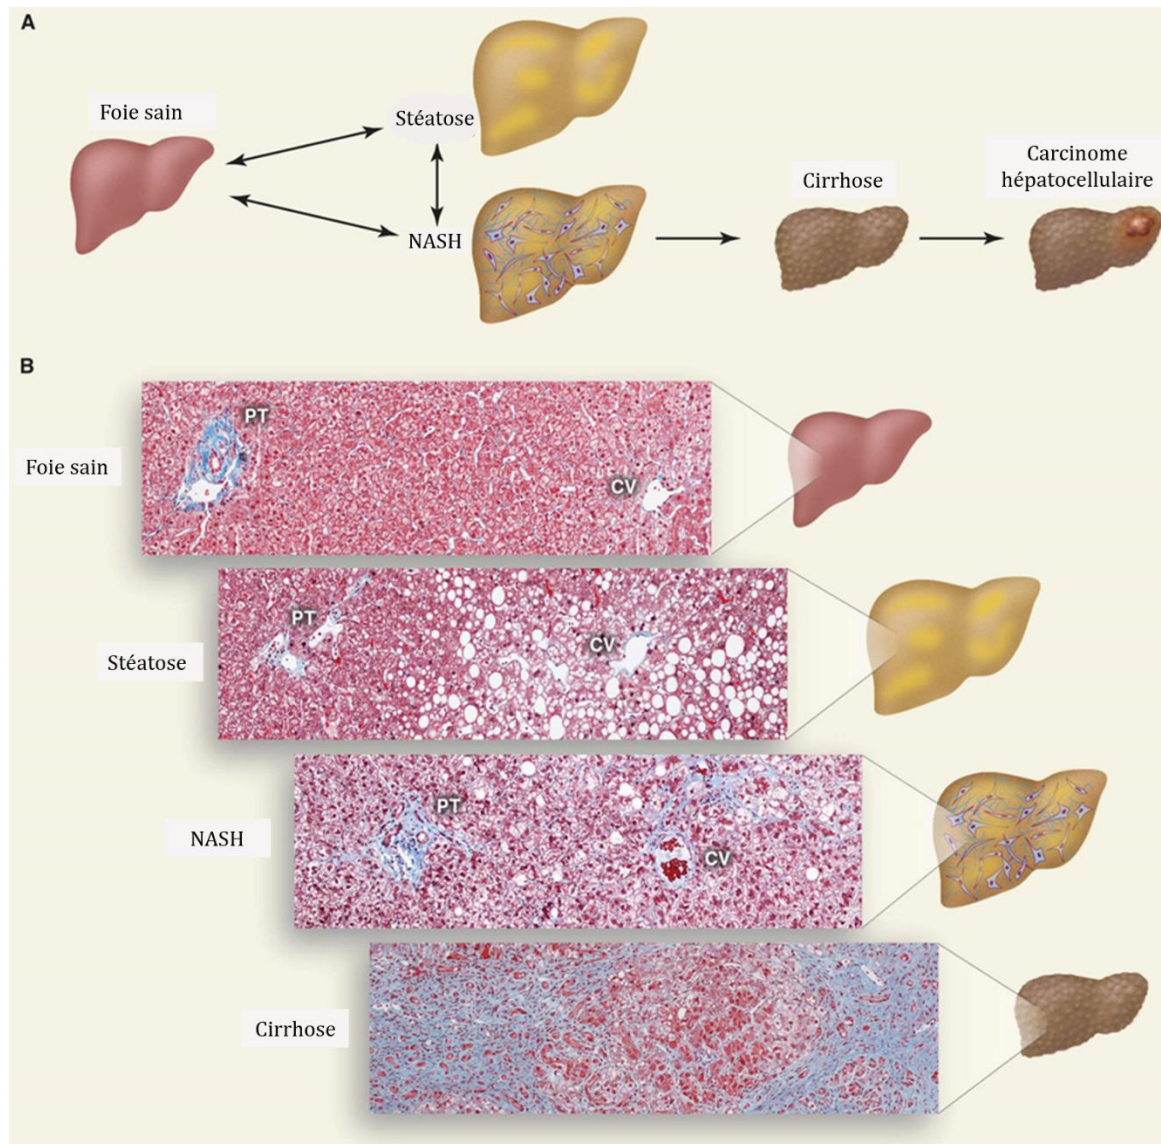 A
Foie sain
Stéatose
NASH
Cirrhose
Carcinome
hépatocellulaire
B
Foie sain
PT
CV
Stéatose
PT
CV
NASH
PT
CV
Cirrhose